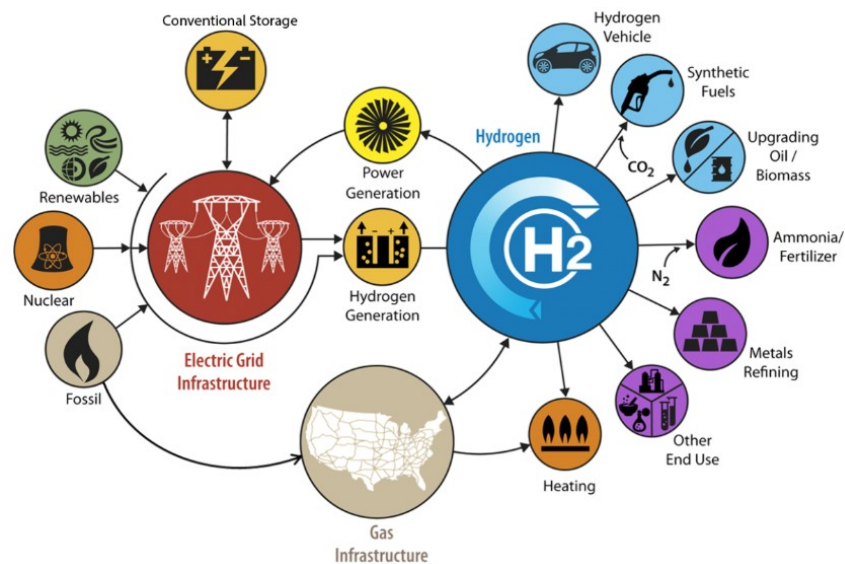 Conventional Storage
Hydrogen
Vehicle
Synthetic
Fuels
Hydrogen
CO2
Upgrading
Oil /
Biomass
Renewables
Power
Generation
- +
H2
Ammonia/
Fertilizer
N2
Nuclear
Hydrogen
Generation
Electric Grid
Infrastructure
Metals
Refining
Fossil
Other
End Use
Heating
Gas
Infrastructure